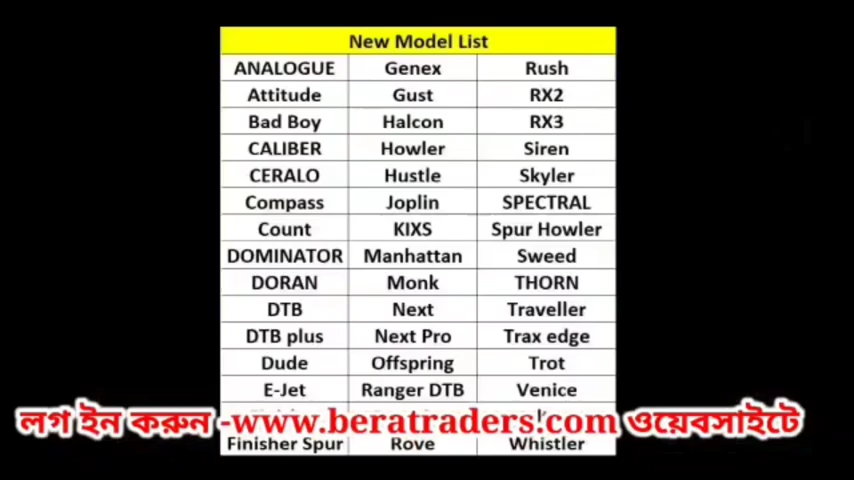 New Model List
ANALOGUE Genex Rush
Attitude Gust RX2
Bad Boy Halcon RX3
CALIBER Howler Siren
CERALO Hustle Skyler
Compass Joplin SPECTRAL
Count KIXS Spur Howler
DOMINATOR Manhattan Sweed
DORAN Monk THORN
DTB Next Traveller
DTB plus Next Pro Trax edge
Dude Offspring Trot
E-Jet Ranger DTB Venice
লগ ইন করুন -www.beratraders.com ওয়েবসাইটে
Finisher Spur Rove Whistler